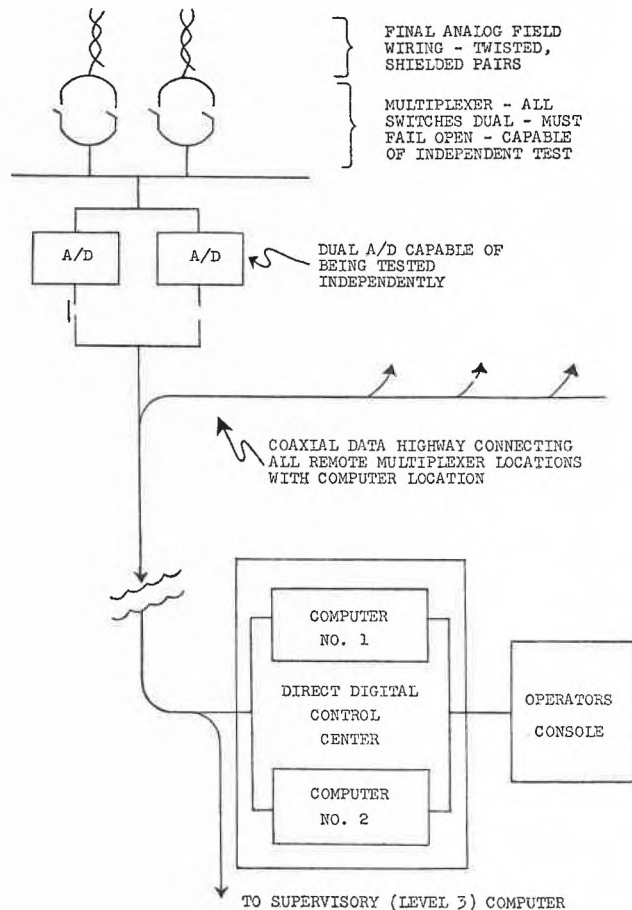 FINAL ANALOG FIELD
WIRING - TWISTED,
SHIELDED PAIRS
MULTIPLEXER - ALL
SWITCHES DUAL - MUST
FAIL OPEN - CAPABLE
OF INDEPENDENT TEST
A/D
A/D
DUAL A/D CAPABLE OF
BEING TESTED
INDEPENDENTLY
COAXIAL DATA HIGHWAY CONNECTING
ALL REMOTE MULTIPLEXER LOCATIONS
WITH COMPUTER LOCATION
COMPUTER
NO. 1
DIRECT DIGITAL
CONTROL
CENTER
COMPUTER
NO. 2
OPERATORS
CONSOLE
TO SUPERVISORY (LEVEL 3) COMPUTER